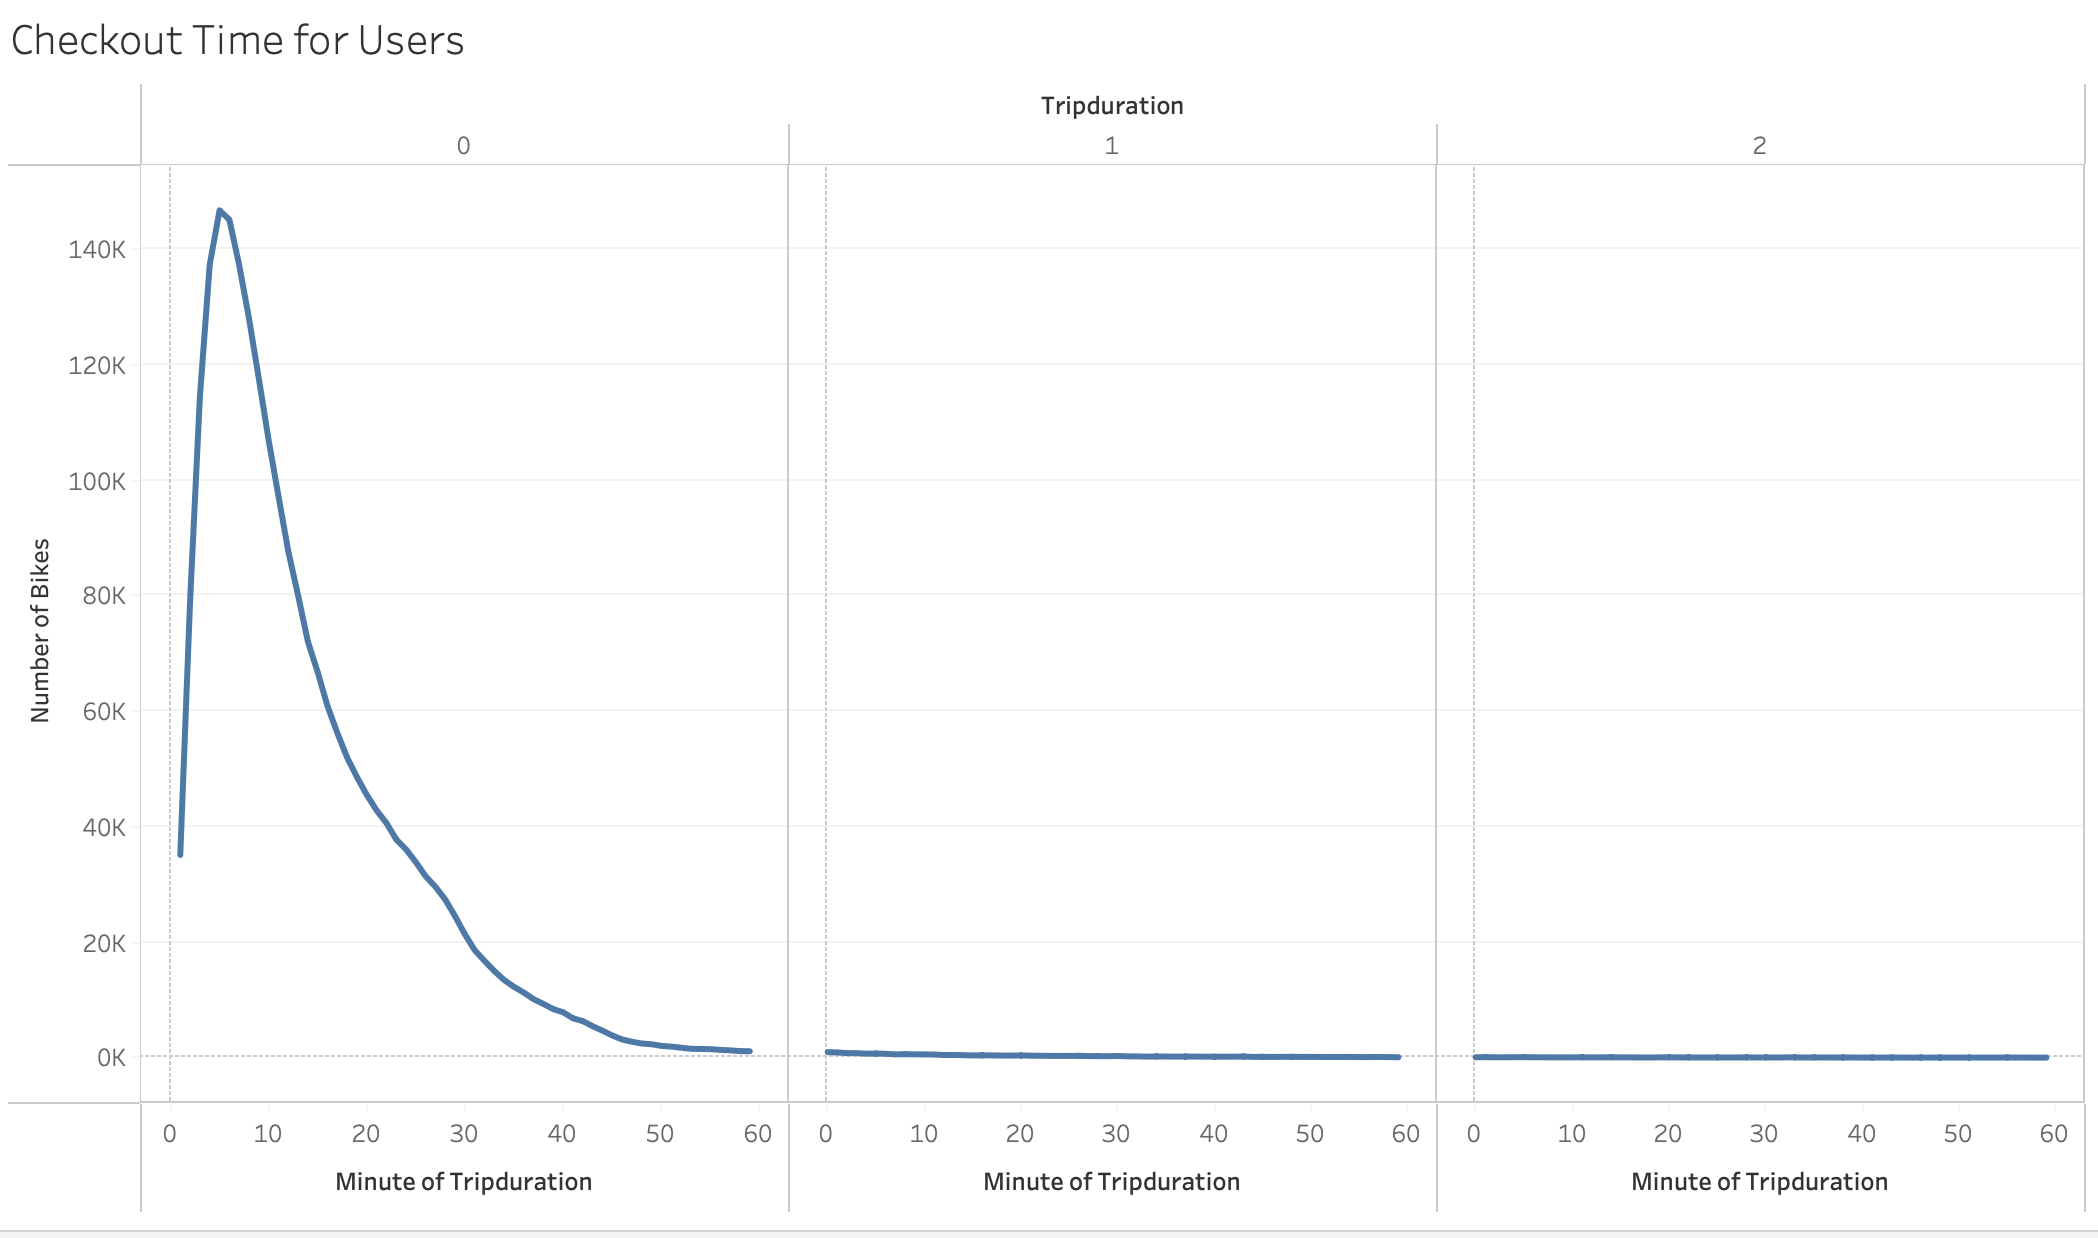 Checkout Time for Users
Tripduration
0 1 2
140K
120K
100K
80K
60K
40K
20K
0K
Number of Bikes
0 10 20 30 40 50 60 0 10 20 30 40 50 60 0 10 20 30 40 50 60
Minute of Tripduration Minute of Tripduration Minute of Tripduration